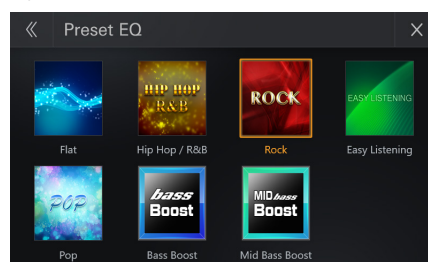 Preset EQ
HIP HOP
R&B
ROCK
EASY LISTENING
Flat
Hip Hop / R&B
Rock
Easy Listening
POP
bass
Boost
MID bass
Boost
Pop
Bass Boost
Mid Bass Boost